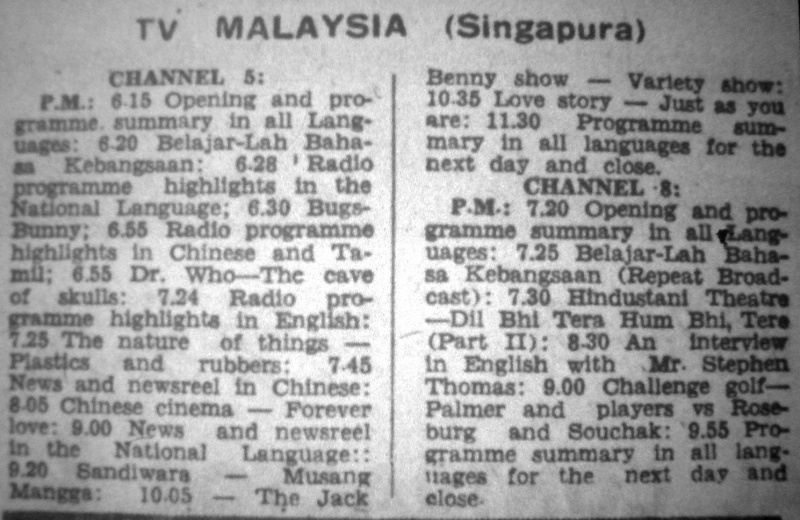 TV MALAYSIA (Singapura)
CHANNEL 5:
P.M.: 6.15 Opening and pro-
gramme summary in all Lang-
uages: 6.20 Belajar-Lah Baha-
sa Kebangsaan: 6.28 Radio
programme highlights in the
National Language; 6.30 Bugs-
Bunny; 6.55 Radio programme
highlights in Chinese and Ta-
mil; 6.55 Dr. Who—The cave
of skulls: 7.24 Radio pro-
gramme highlights in English:
7.25 The nature of things —
Plastics and rubbers: 7.45
News and newsreel in Chinese:
8.05 Chinese cinema — Forever
love: 9.00 News and newsreel
in the National Language::
9.20 Sandiwara — Musang
Mangga: 10.05 — The Jack
Benny show — Variety show:
10.35 Love story — Just as you
are: 11.30 Programme sum-
mary in all languages for the
next day and close.
CHANNEL 8:
P.M.: 7.20 Opening and pro-
gramme summary in all Lang-
uages: 7.25 Belajar-Lah Baha-
sa Kebangsaan (Repeat Broad-
cast): 7.30 Hindustani Theatre
—Dil Bhi Tera Hum Bhi, Tere
(Part II): 8.30 An interview
in English with Mr. Stephen
Thomas: 9.00 Challenge golf—
Palmer and players vs Rose-
burg and Souchak: 9.55 Pro-
gramme summary in all lang-
uages for the next day and
close.